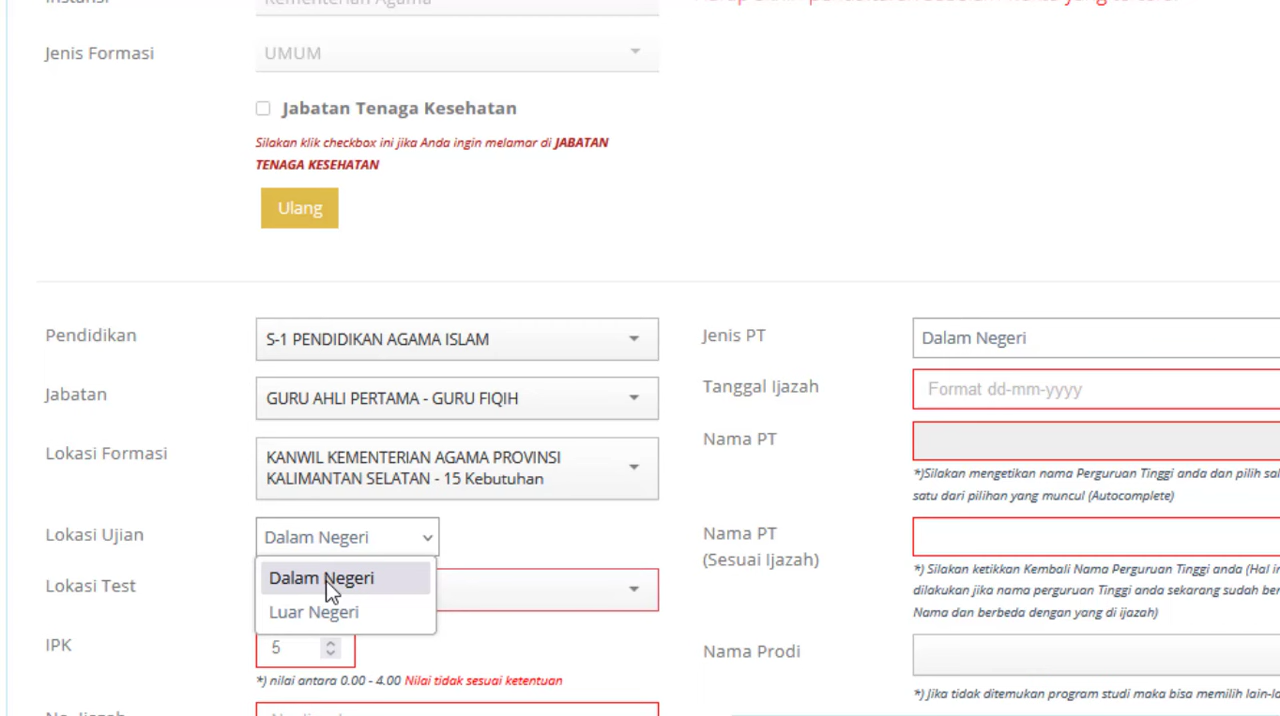 Instansi
Kementerian Agama
Jenis Formasi
UMUM
Jabatan Tenaga Kesehatan
Silakan klik checkbox ini jika Anda ingin melamar di JABATAN
TENAGA KESEHATAN
Ulang
Pendidikan
S-1 PENDIDIKAN AGAMA ISLAM
Jabatan
GURU AHLI PERTAMA - GURU FIQIH
Lokasi Formasi
KANWIL KEMENTERIAN AGAMA PROVINSI
KALIMANTAN SELATAN - 15 Kebutuhan
Lokasi Ujian
Dalam Negeri
Dalam Negeri
Luar Negeri
Lokasi Test
IPK
5
*) nilai antara 0.00 - 4.00 Nilai tidak sesuai ketentuan
Jenis PT
Dalam Negeri
Tanggal Ijazah
Format dd-mm-yyyy
Nama PT
*)Silakan mengetikan nama Perguruan Tinggi anda dan pilih
satu dari pilihan yang muncul (Autocomplete)
Nama PT
(Sesuai Ijazah)
*) Silakan ketikkan Kembali Nama Perguruan Tinggi anda (Hal
dilakukan jika nama perguruan Tinggi anda sekarang sudah
Nama dan berbeda dengan yang di ijazah)
Nama Prodi
*) Jika tidak ditemukan program studi maka bisa memilih